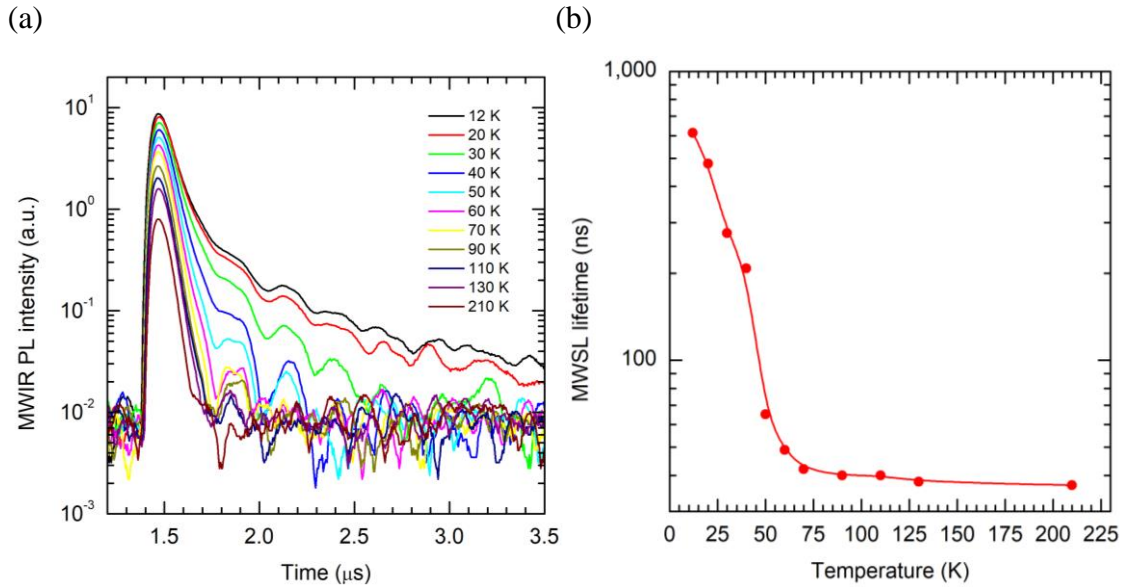 (a)
(b)
MWIR PL intensity (a.u.)
10¹
10⁰
10⁻¹
10⁻²
10⁻³
12 K
20 K
30 K
40 K
50 K
60 K
70 K
90 K
110 K
130 K
210 K
1.5 2.0 2.5 3.0 3.5
Time (μs)
MWSL lifetime (ns)
1,000
100
0 25 50 75 100 125 150 175 200 225
Temperature (K)